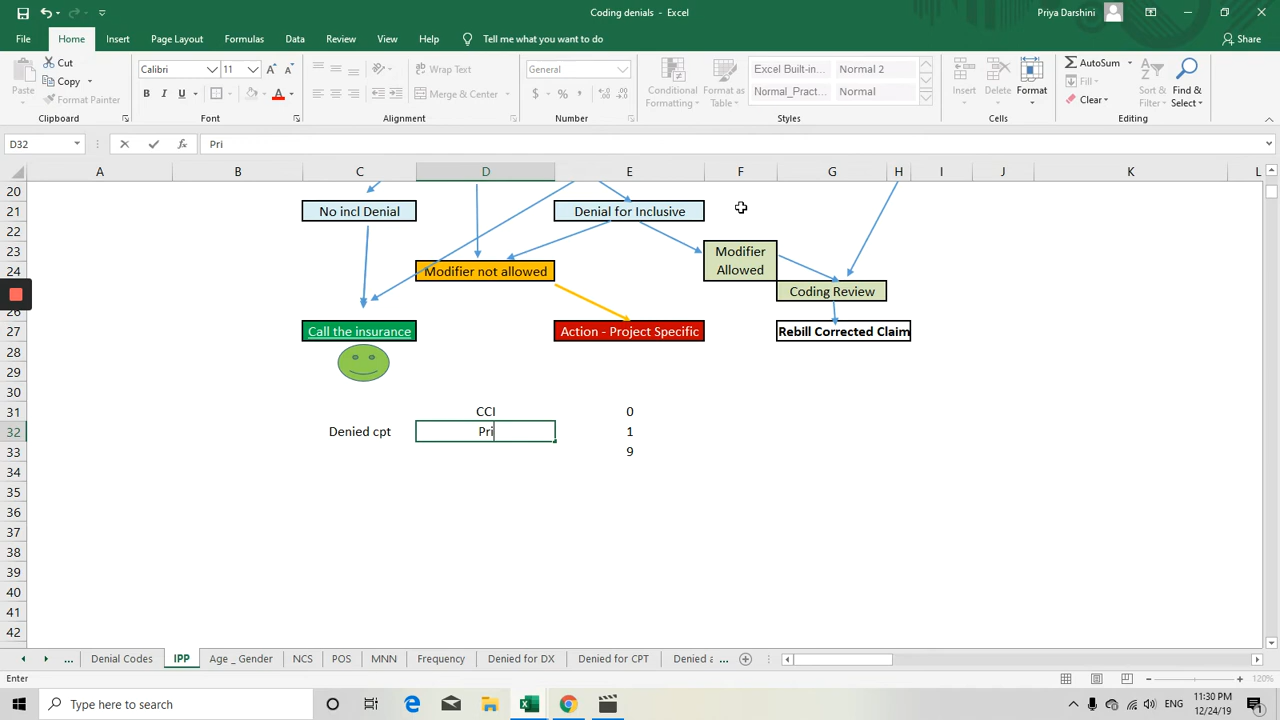 Coding denials - Excel
Priya Darshini
File Home Insert Page Layout Formulas Data Review View Help Tell me what you want to do Share
Cut
Copy
Format Painter
Paste
Calibri 11
B I U
Wrap Text
Merge & Center
General
$ % ,
Conditional Formatting
Format as Table
Excel Built-in... Normal 2
Normal_Pract... Normal
Insert Delete Format
AutoSum
Fill
Clear
Sort & Filter
Find & Select
Clipboard Font Alignment Number Styles Cells Editing
D32 fx Pri
A B C D E F G H I J K L
20
21 No incl Denial Denial for Inclusive
22
23 Modifier Allowed
24 Modifier not allowed
Coding Review
26
27 Call the insurance Action - Project Specific Rebill Corrected Claim
28
29
30
31 CCI 0
32 Denied cpt Pri 1
33 9
34
35
36
37
38
39
40
41
42
... Denial Codes IPP Age _ Gender NCS POS MNN Frequency Denied for DX Denied for CPT Denied a ...
Enter 120%
Type here to search
ENG
11:30 PM
12/24/19
1